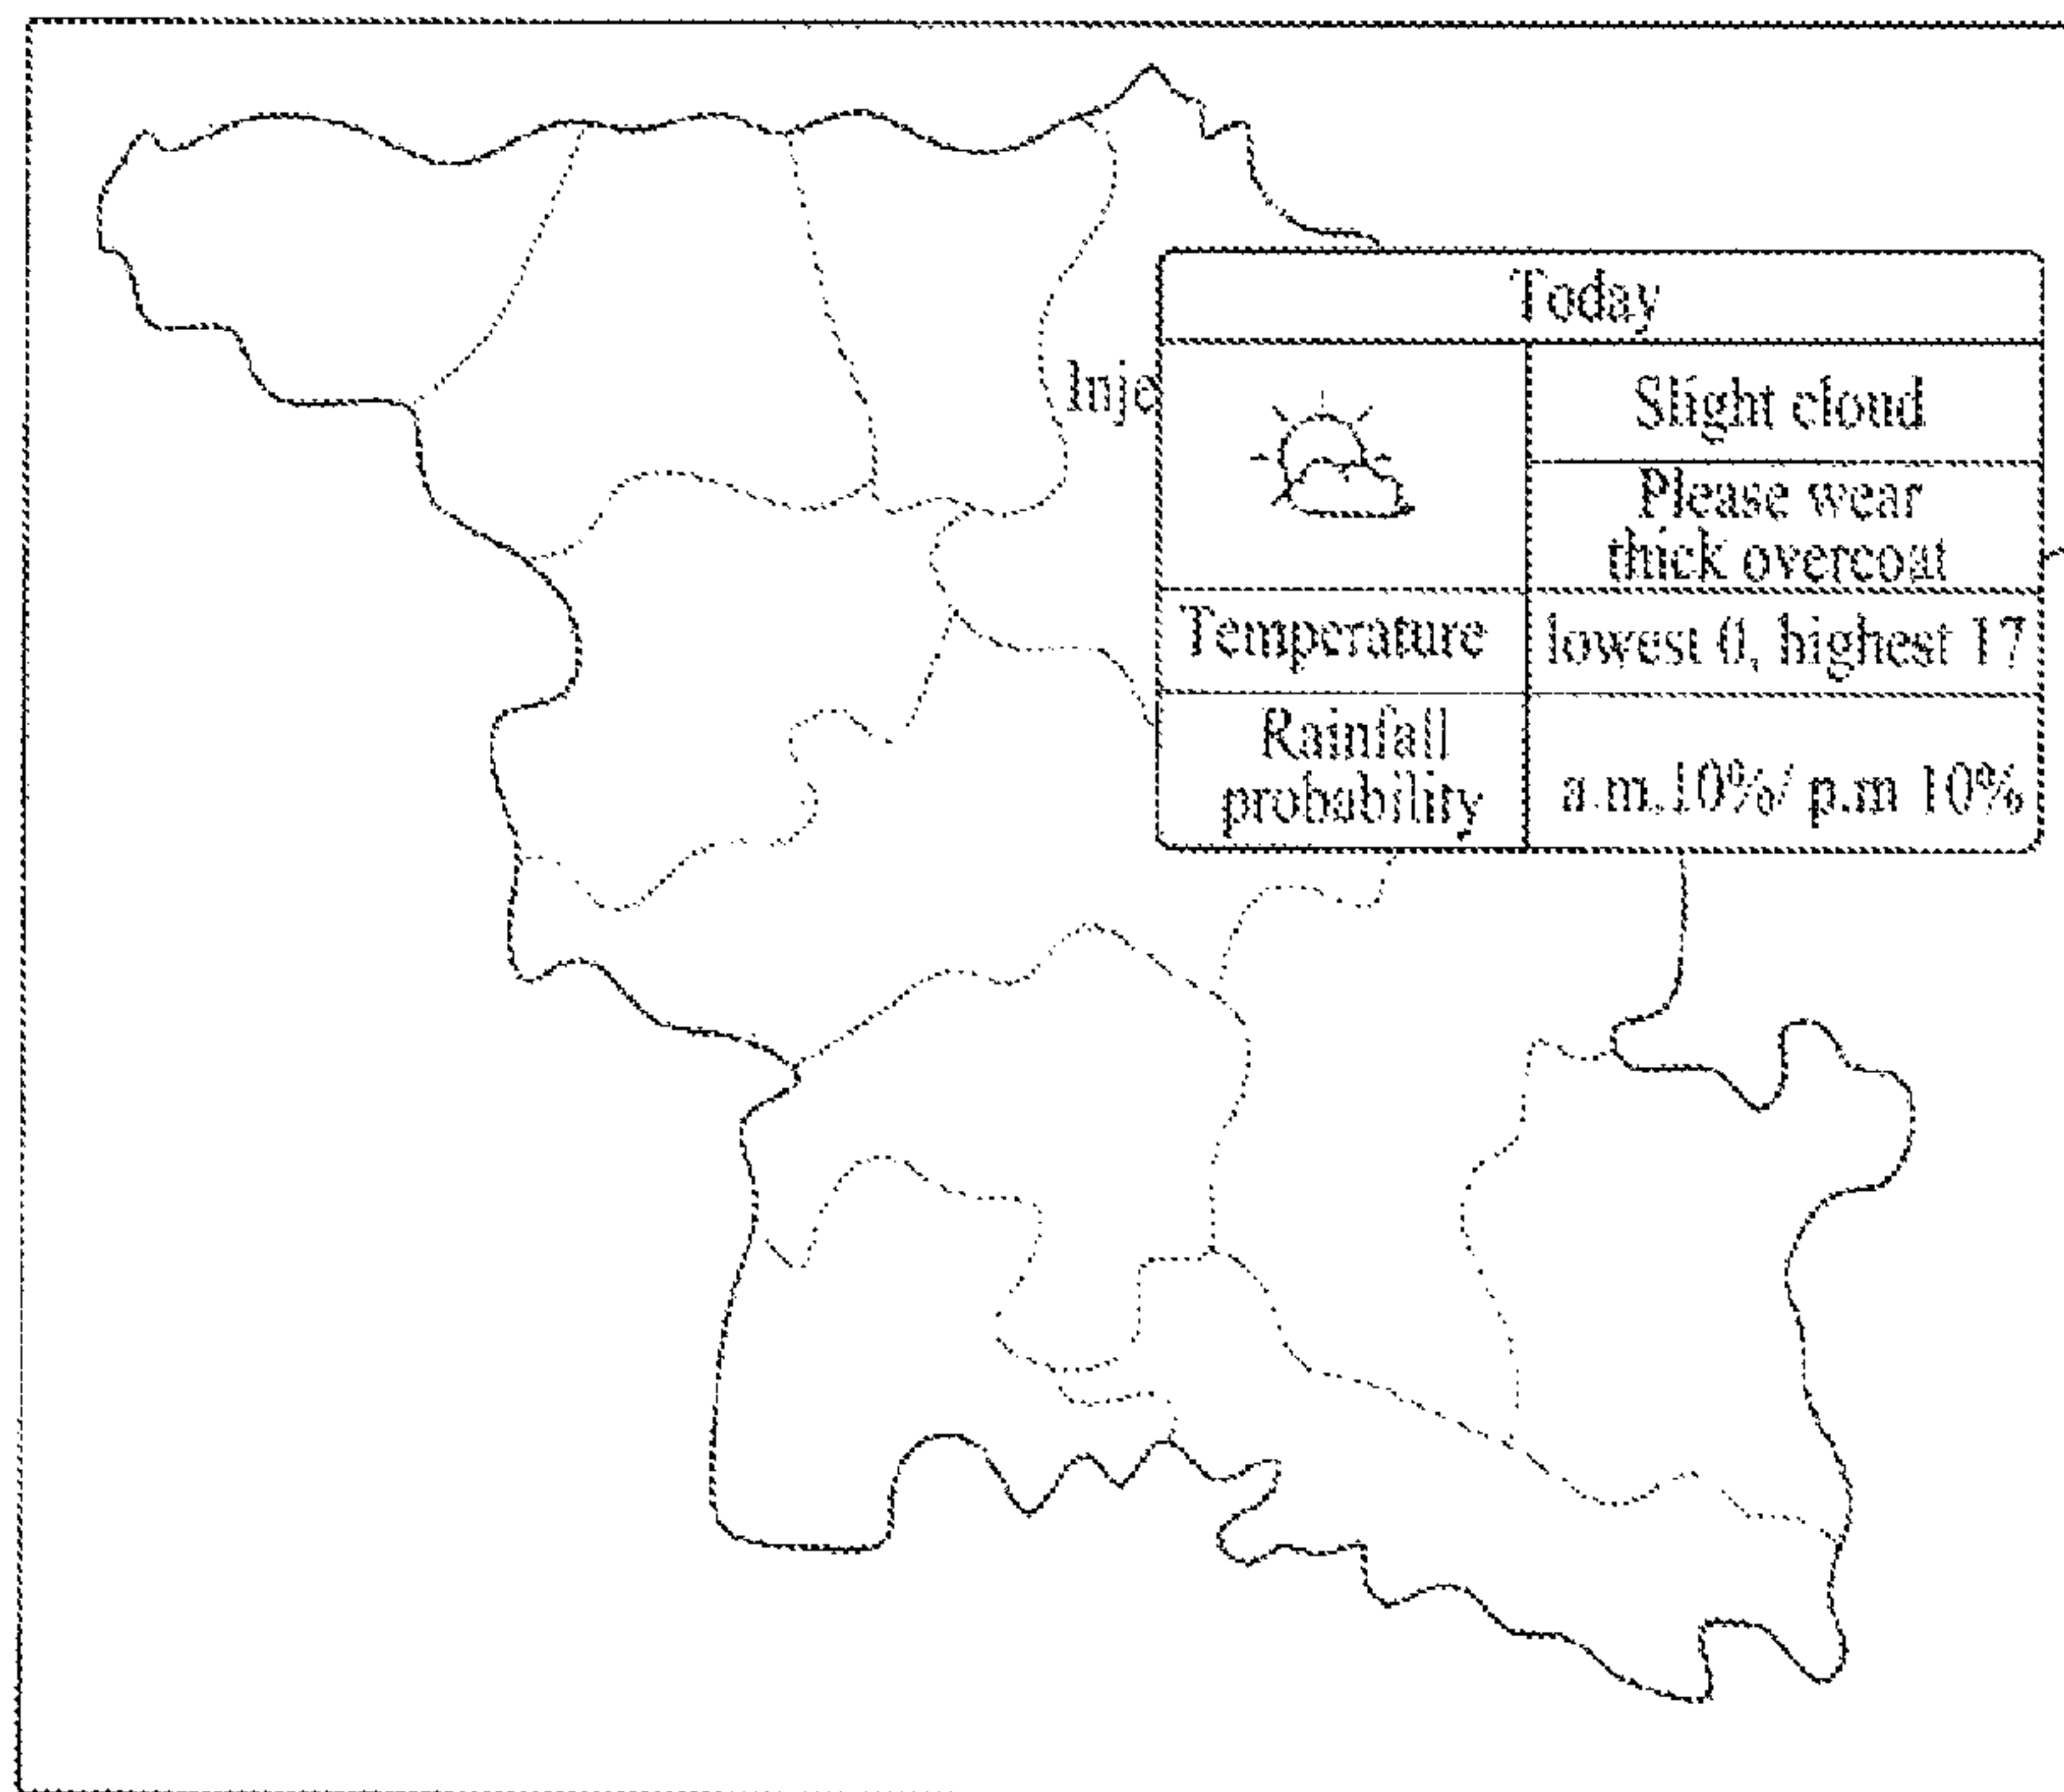 Today
Inje
Slight cloud
Please wear
thick overcoat
Temperature
lowest 0, highest 17
Rainfall
probability
a.m.10%/ p.m 10%